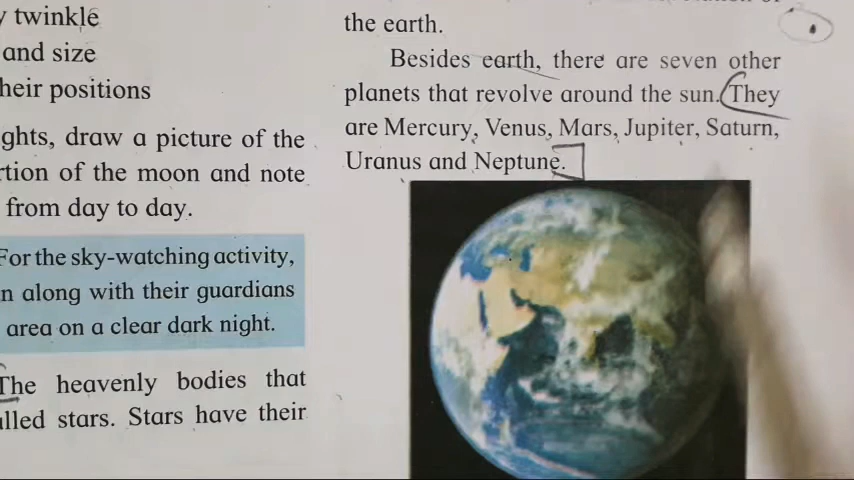 twinkle
and size
heir positions
ghts, draw a picture of the
rtion of the moon and note
from day to day.
For the sky-watching activity,
n along with their guardians
area on a clear dark night.
The heavenly bodies that
alled stars. Stars have their
the earth.
Besides earth, there are seven other
planets that revolve around the sun. They
are Mercury, Venus, Mars, Jupiter, Saturn,
Uranus and Neptune.